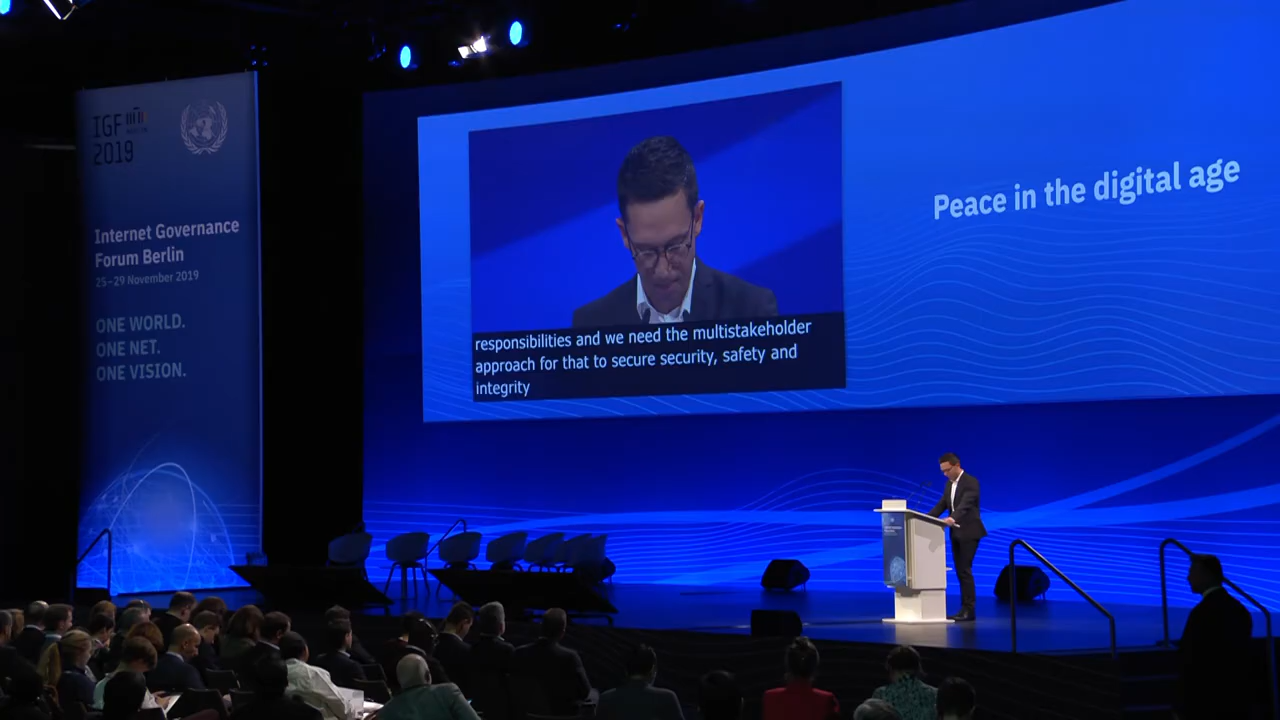 IGF
2019
Internet Governance
Forum Berlin
25–29 November 2019
ONE WORLD.
ONE NET.
ONE VISION.
Peace in the digital age
responsibilities and we need the multistakeholder
approach for that to secure security, safety and
integrity